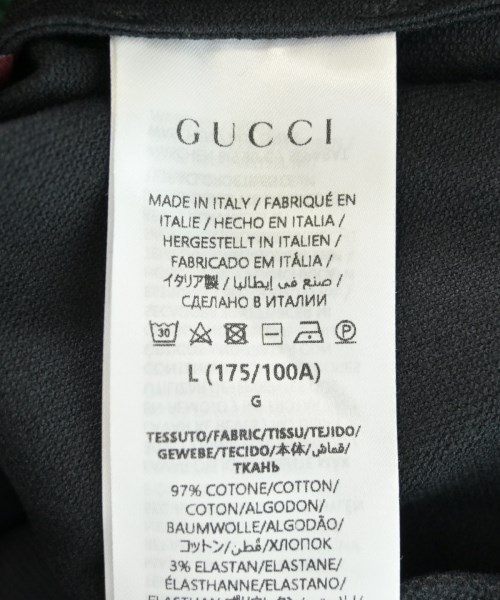 GUCCI
MADE IN ITALY / FABRIQUÉ EN
ITALIE / HECHO EN ITALIA /
HERGESTELLT IN ITALIEN /
FABRICADO EM ITÁLIA /
イタリア製 / صنع في إيطاليا /
СДЕЛАНО В ИТАЛИИ
30 P
L (175/100A)
G
TESSUTO/FABRIC/TISSU/TEJIDO/
GEWEBE/TECIDO/本体/قماش/
ТКАНЬ
97% COTONE/COTTON/
COTON/ALGODON/
BAUMWOLLE/ALGODÃO/
コットン/قطن/ХЛОПОК
3% ELASTAN/ELASTANE/
ÉLASTHANNE/ELASTANO/